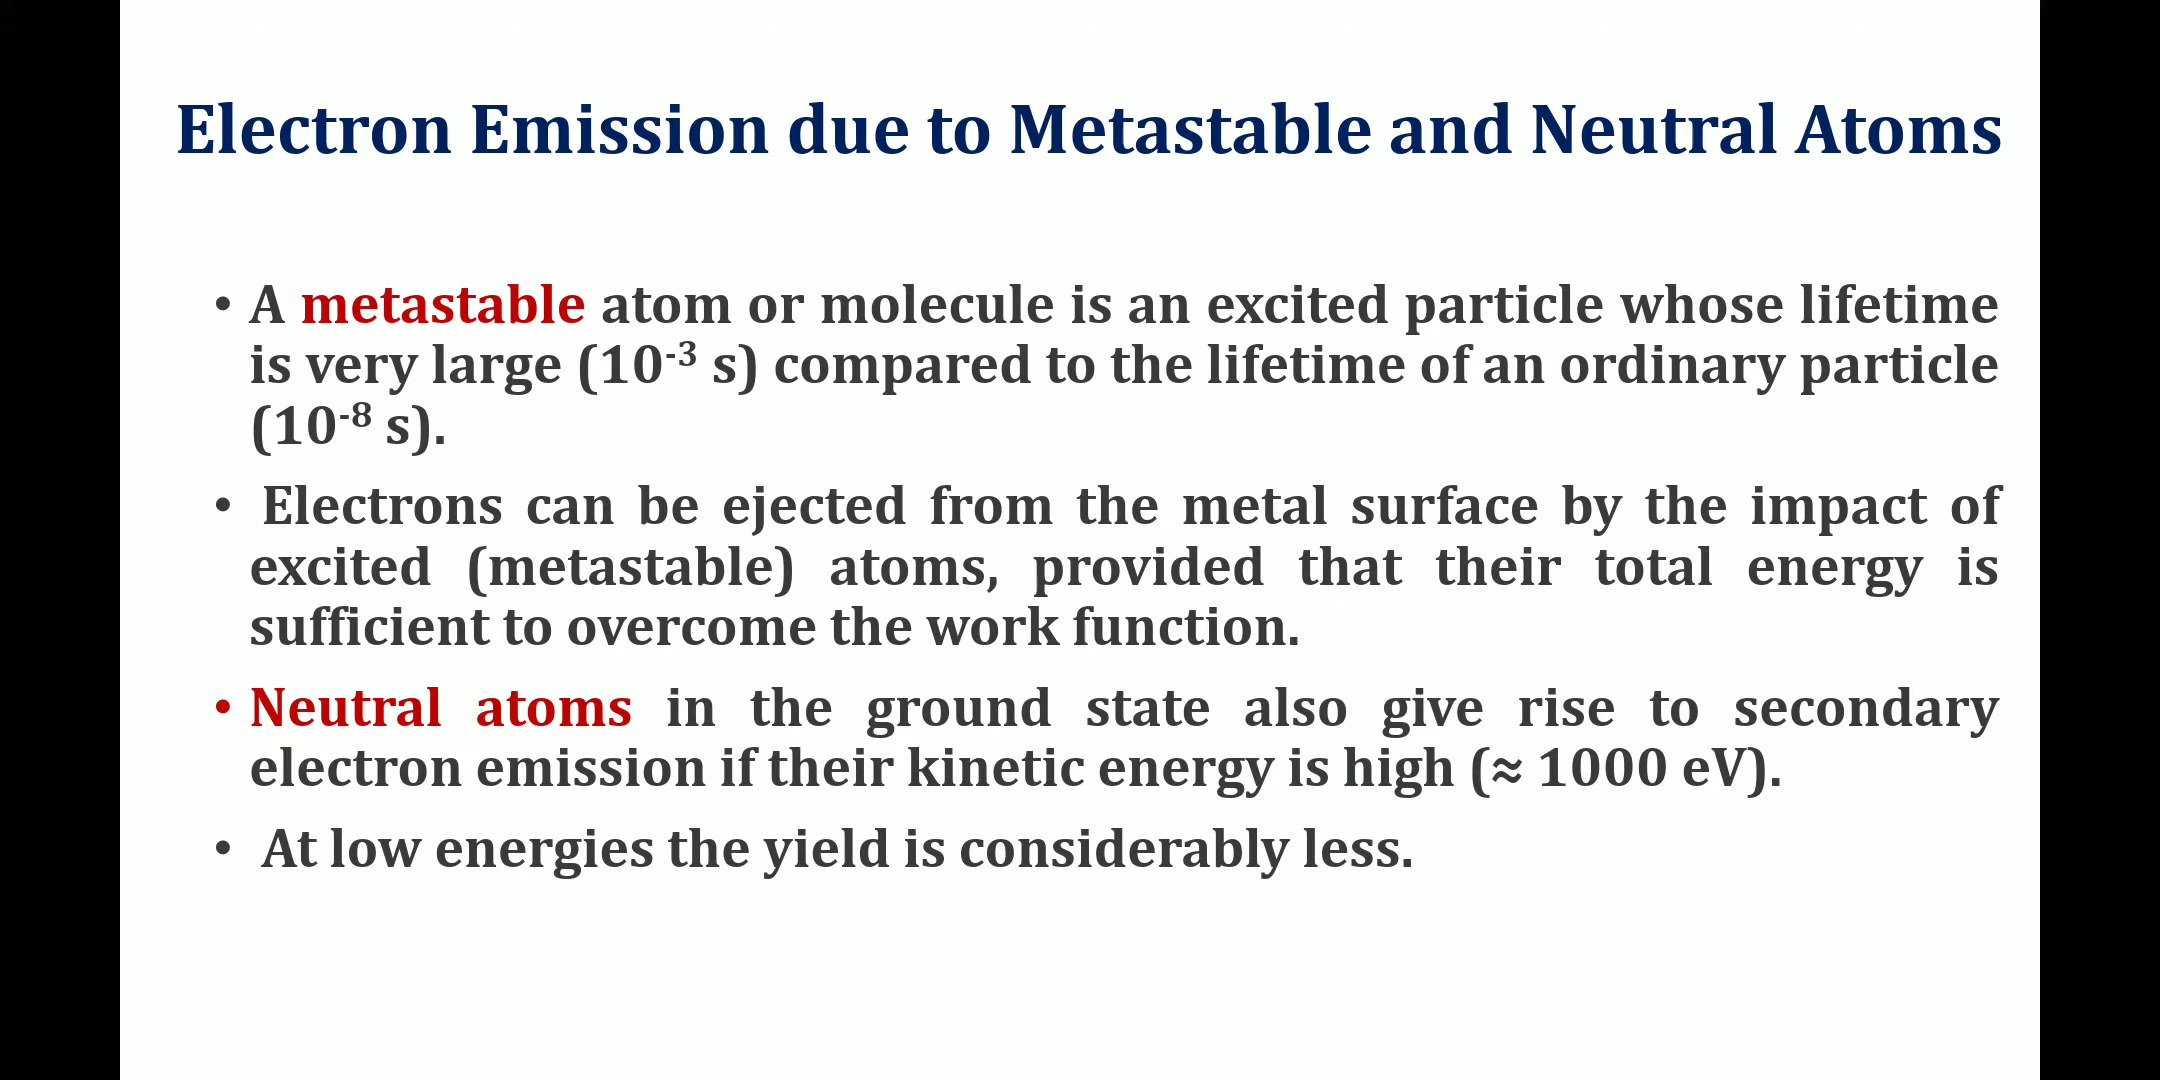 Electron Emission due to Metastable and Neutral Atoms
• A metastable atom or molecule is an excited particle whose lifetime
is very large (10⁻³ s) compared to the lifetime of an ordinary particle
(10⁻⁸ s).
• Electrons can be ejected from the metal surface by the impact of
excited (metastable) atoms, provided that their total energy is
sufficient to overcome the work function.
• Neutral atoms in the ground state also give rise to secondary
electron emission if their kinetic energy is high (≈ 1000 eV).
• At low energies the yield is considerably less.